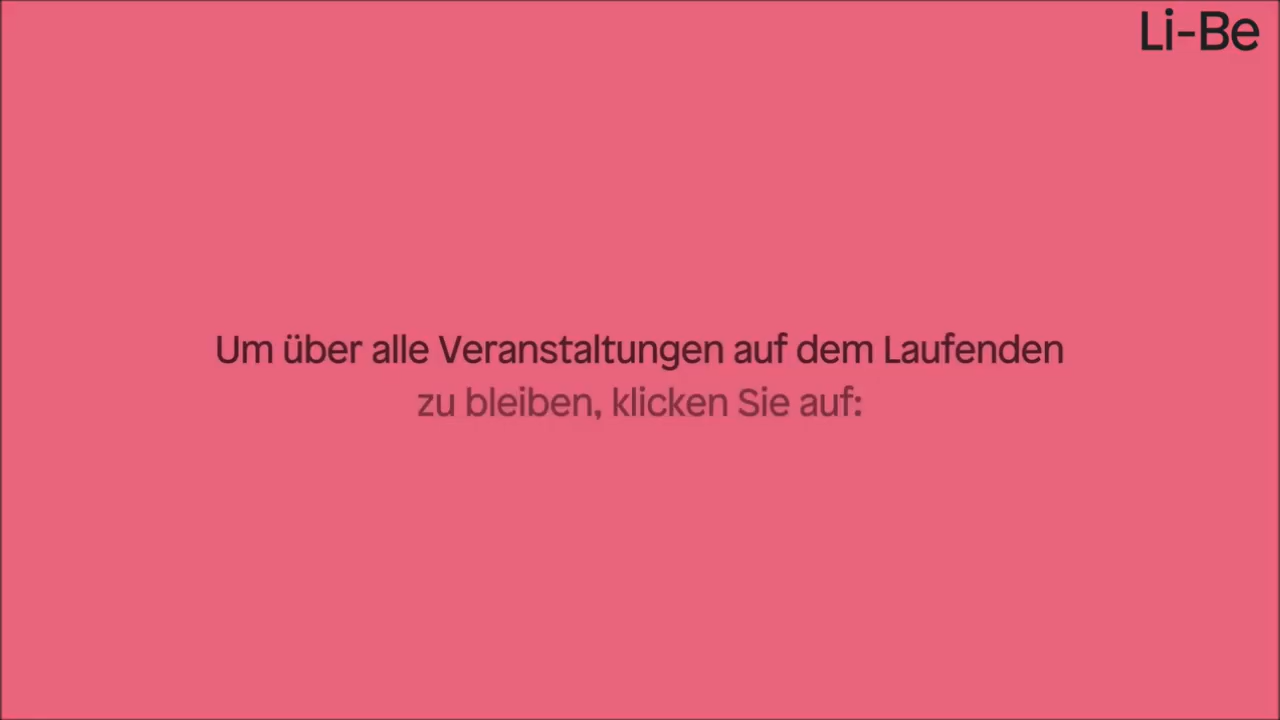 Li-Be
Um über alle Veranstaltungen auf dem Laufenden
zu bleiben, klicken Sie auf: